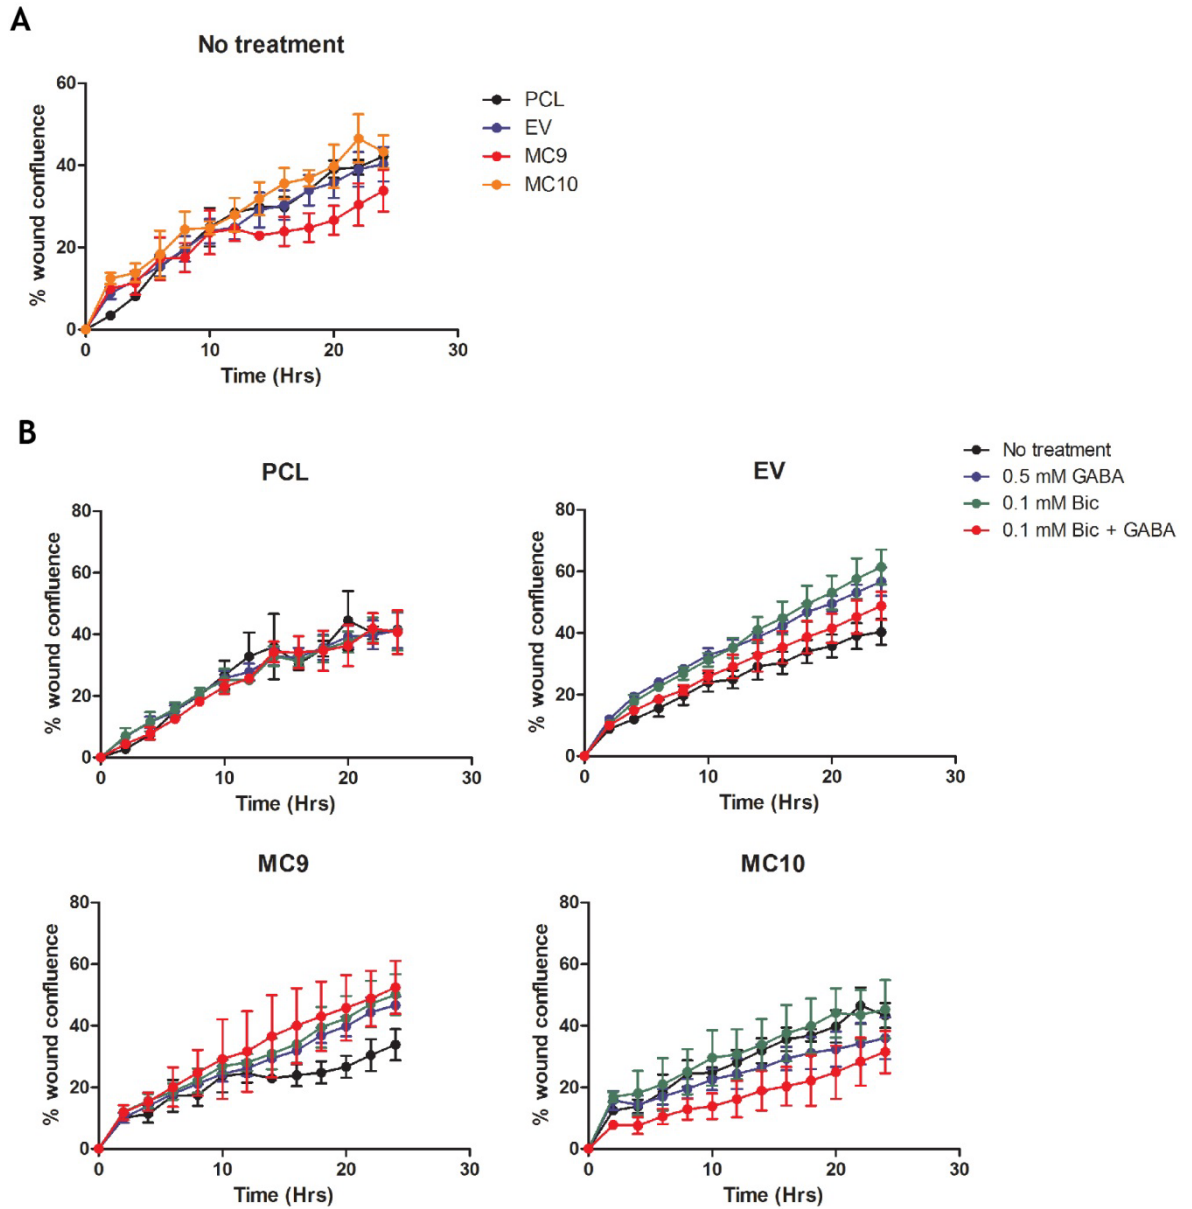 A
No treatment
60
40
20
0
% wound confluence
0 10 20 30
Time (Hrs)
PCL
EV
MC9
MC10
B
No treatment
0.5 mM GABA
0.1 mM Bic
0.1 mM Bic + GABA
PCL
80
60
40
20
0
% wound confluence
0 10 20 30
Time (Hrs)
EV
80
60
40
20
0
% wound confluence
0 10 20 30
Time (Hrs)
MC9
80
60
40
20
0
% wound confluence
0 10 20 30
Time (Hrs)
MC10
80
60
40
20
0
% wound confluence
0 10 20 30
Time (Hrs)